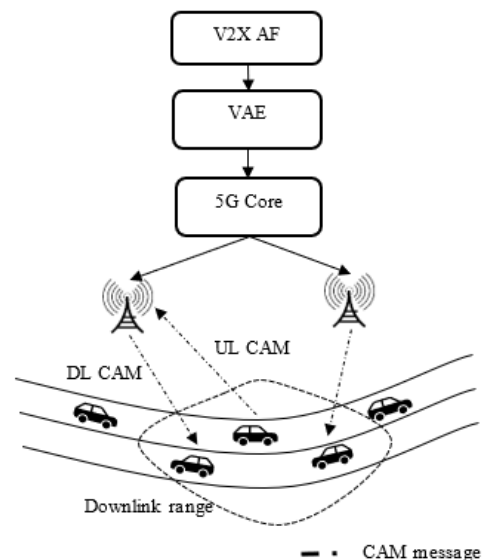 V2X AF
VAE
5G Core
UL CAM
DL CAM
Downlink range
CAM message